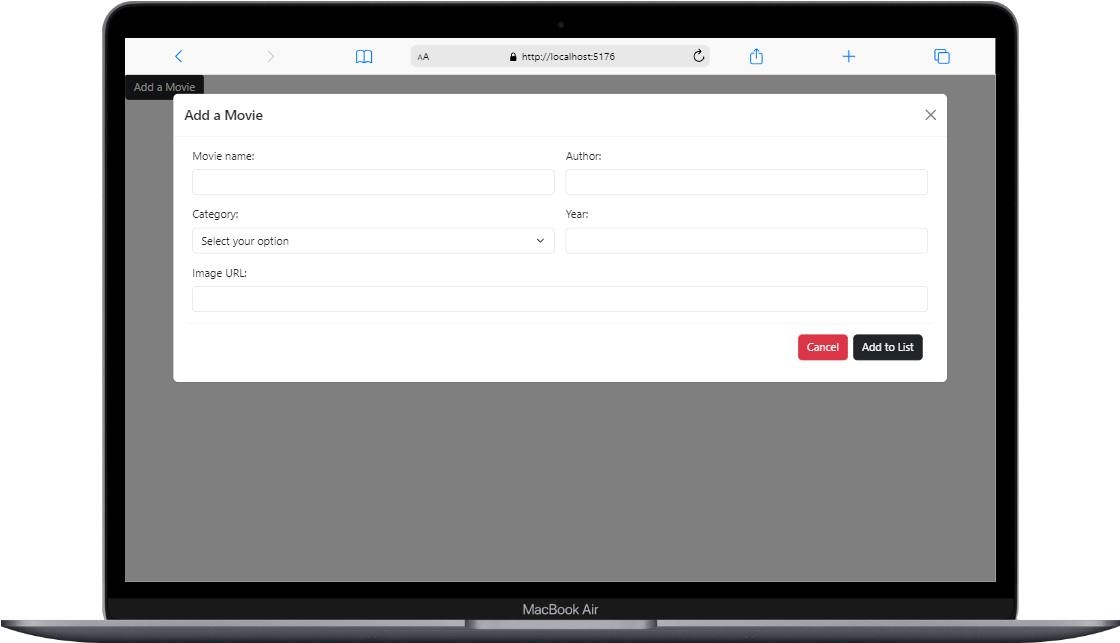 AA
http://localhost:5176
Add a Movie
Add a Movie
Movie name:
Author:
Category:
Year:
Select your option
Image URL:
Cancel
Add to List
MacBook Air